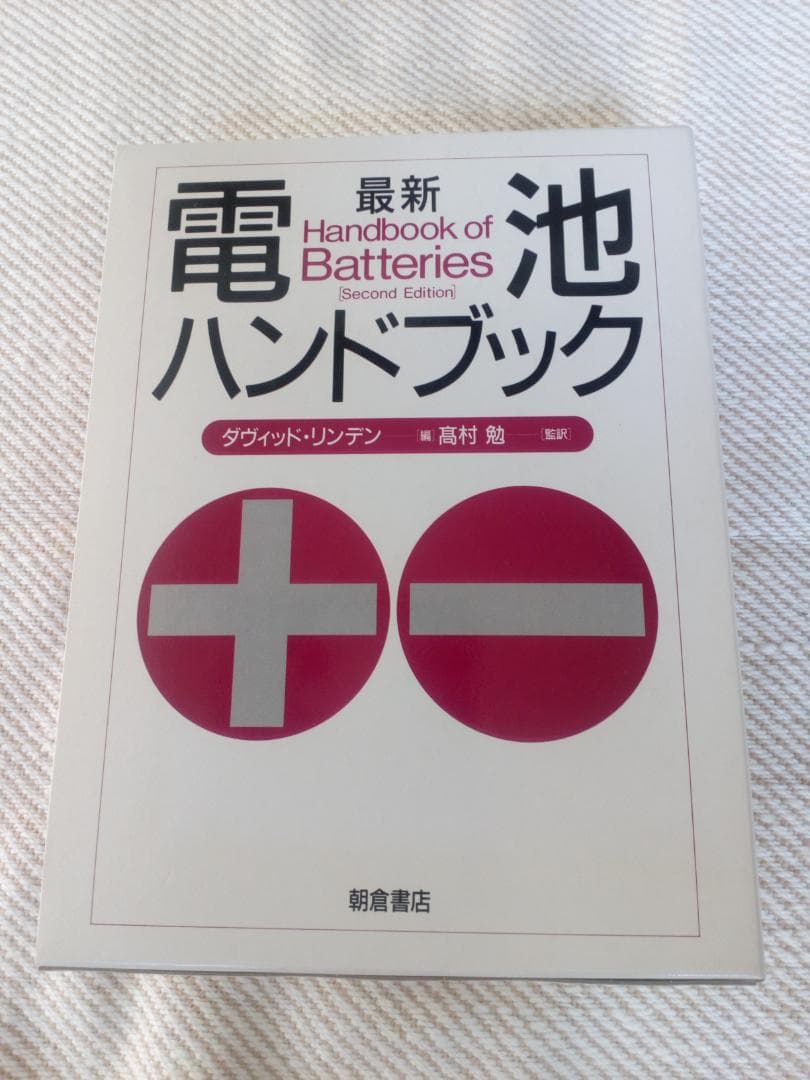 最新
電池
Handbook of
Batteries
[Second Edition]
ハンドブック
ダヴィッド・リンデン [編] 髙村 勉 [監訳]
朝倉書店